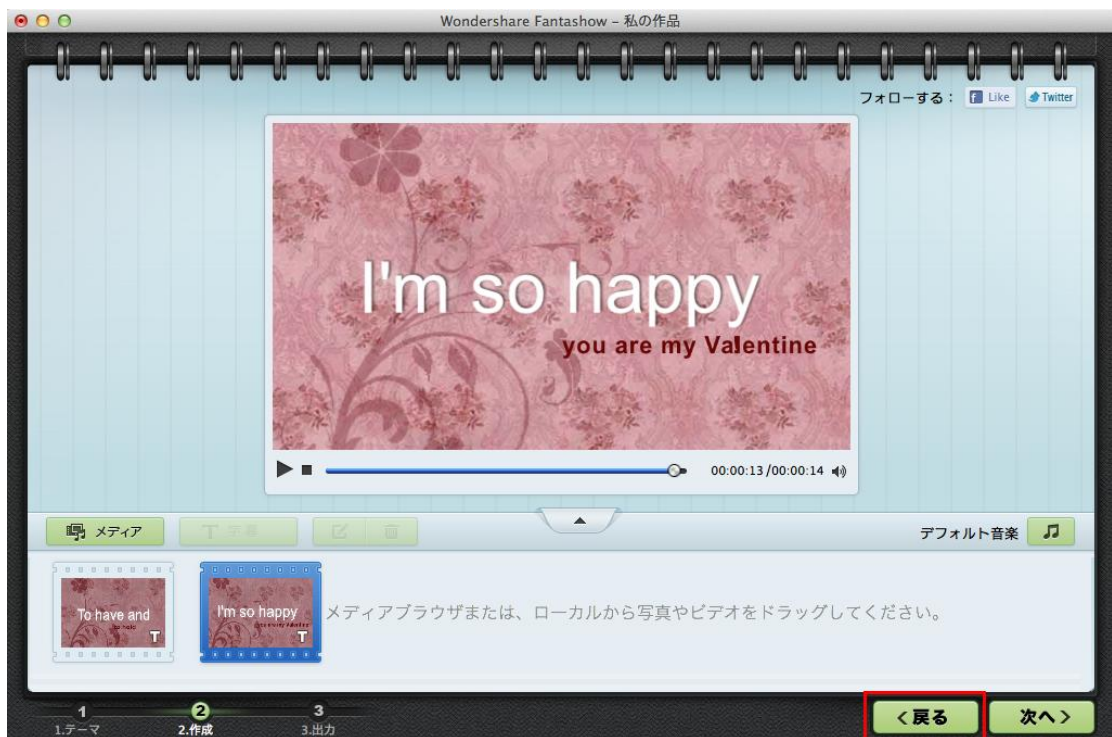 Wondershare Fantashow – 私の作品
フォローする： Like Twitter
I'm so happy
you are my Valentine
00:00:13/00:00:14
メディア T 字幕 デフォルト音楽
To have and
T
I'm so happy
you are my Valentine
T
メディアブラウザまたは、ローカルから写真やビデオをドラッグしてください。
1 2 3
1.テーマ 2.作成 3.出力
<戻る 次へ>